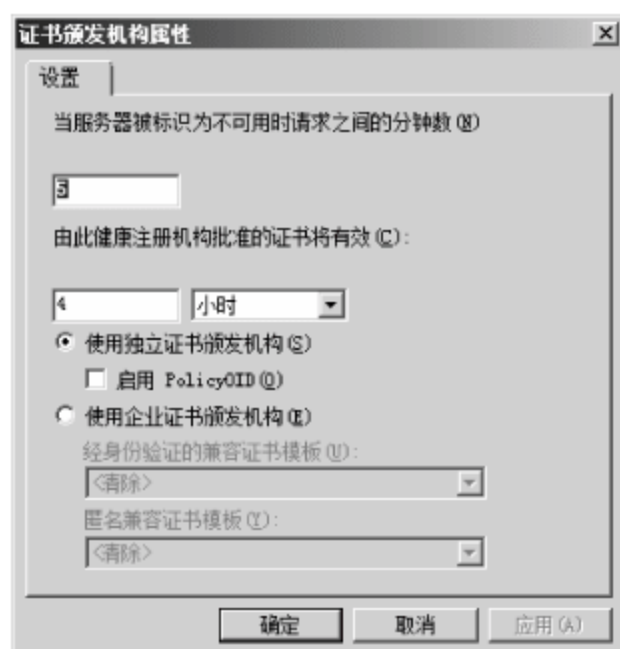 证书颁发机构属性
设置
当服务器被标识为不可用时请求之间的分钟数(N)
5
由此健康注册机构批准的证书将有效(C):
4 小时
使用独立证书颁发机构(S)
启用 PolicyOID(O)
使用企业证书颁发机构(E)
经身份验证的兼容证书模板(U):
<清除>
匿名兼容证书模板(Y):
<清除>
确定 取消 应用(A)